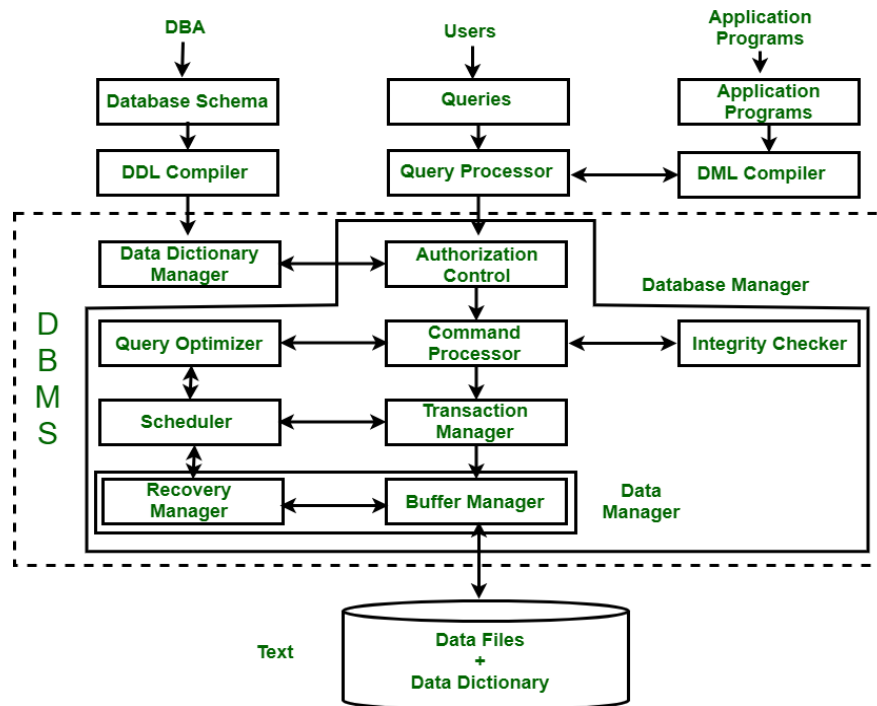 DBA
Users
Application
Programs
Database Schema
Queries
Application
Programs
DDL Compiler
Query Processor
DML Compiler
Data Dictionary
Manager
Authorization
Control
Database Manager
D
B
M
S
Query Optimizer
Command
Processor
Integrity Checker
Scheduler
Transaction
Manager
Recovery
Manager
Buffer Manager
Data
Manager
Text
Data Files
+
Data Dictionary